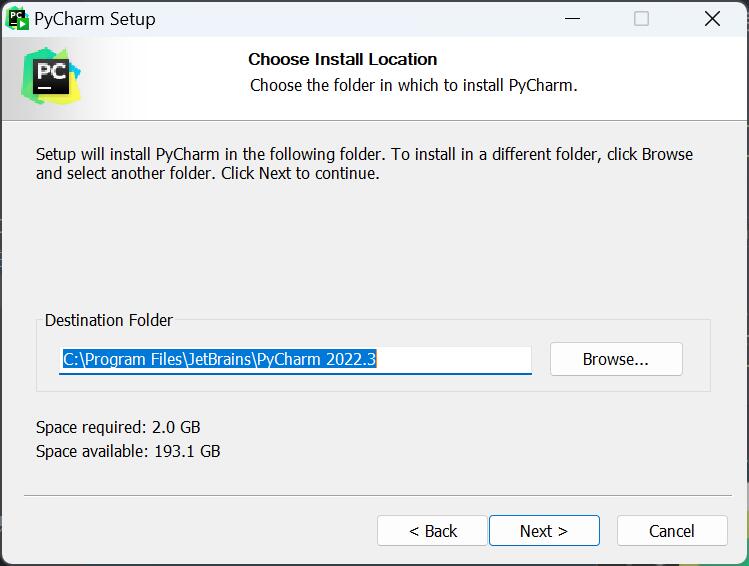 PyCharm Setup
PC
Choose Install Location
Choose the folder in which to install PyCharm.
Setup will install PyCharm in the following folder. To install in a different folder, click Browse
and select another folder. Click Next to continue.
Destination Folder
C:\Program Files\JetBrains\PyCharm 2022.3
Browse...
Space required: 2.0 GB
Space available: 193.1 GB
< Back
Next >
Cancel